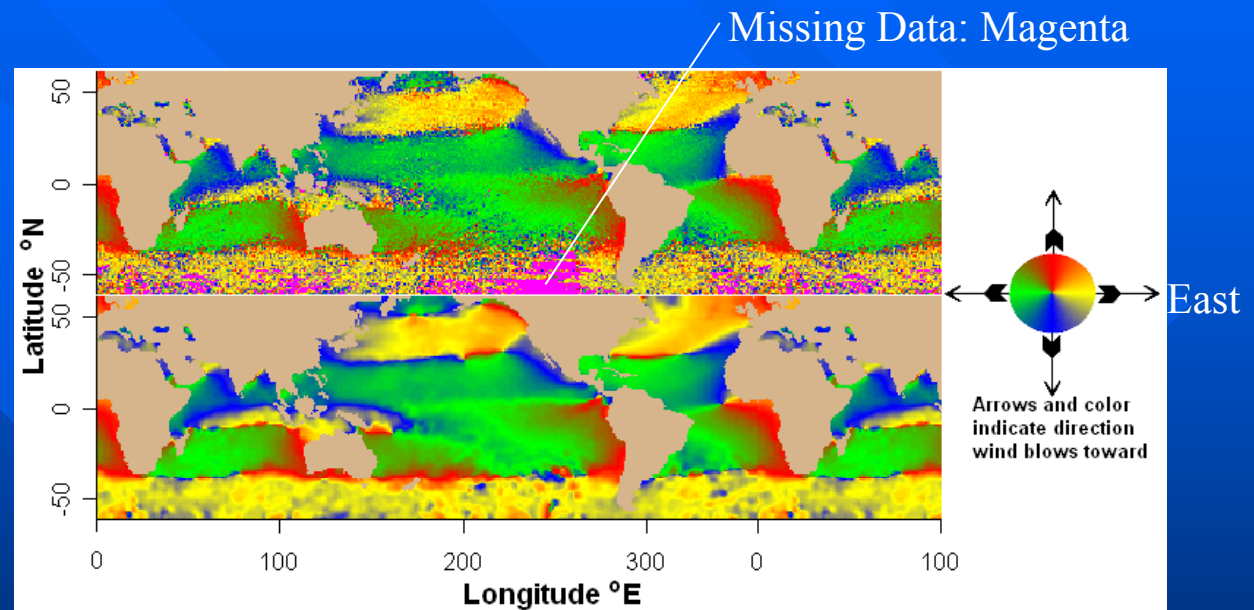 Missing Data: Magenta
50
0
-50
50
0
-50
Latitude °N
0 100 200 300 0 100
Longitude °E
East
Arrows and color
indicate direction
wind blows toward